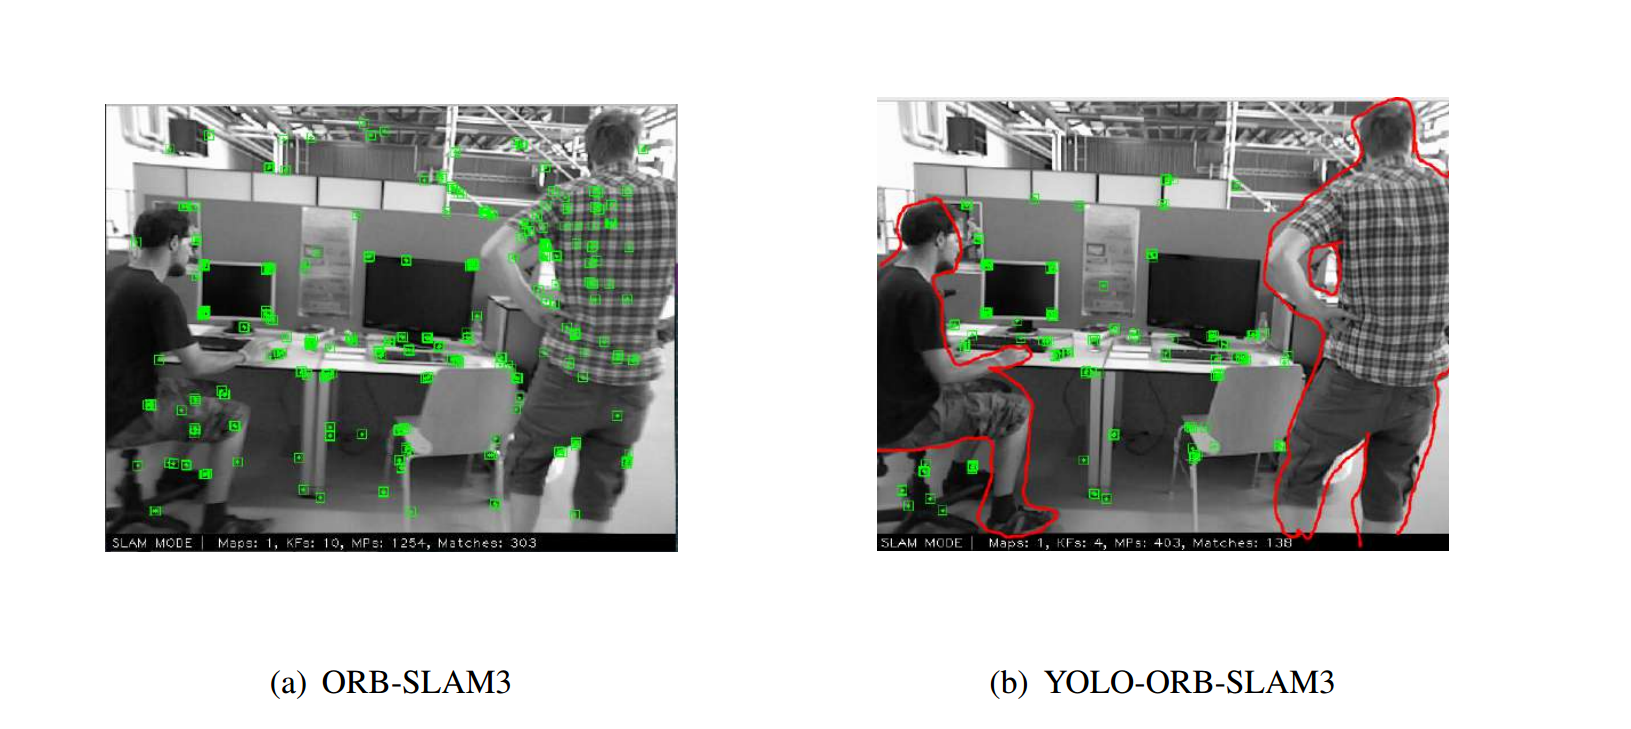 SLAM MODE | Maps: 1, KFs: 10, MPs: 1254, Matches: 303
SLAM MODE | Maps: 1, KFs: 4, MPs: 403, Matches: 138
(a) ORB-SLAM3
(b) YOLO-ORB-SLAM3